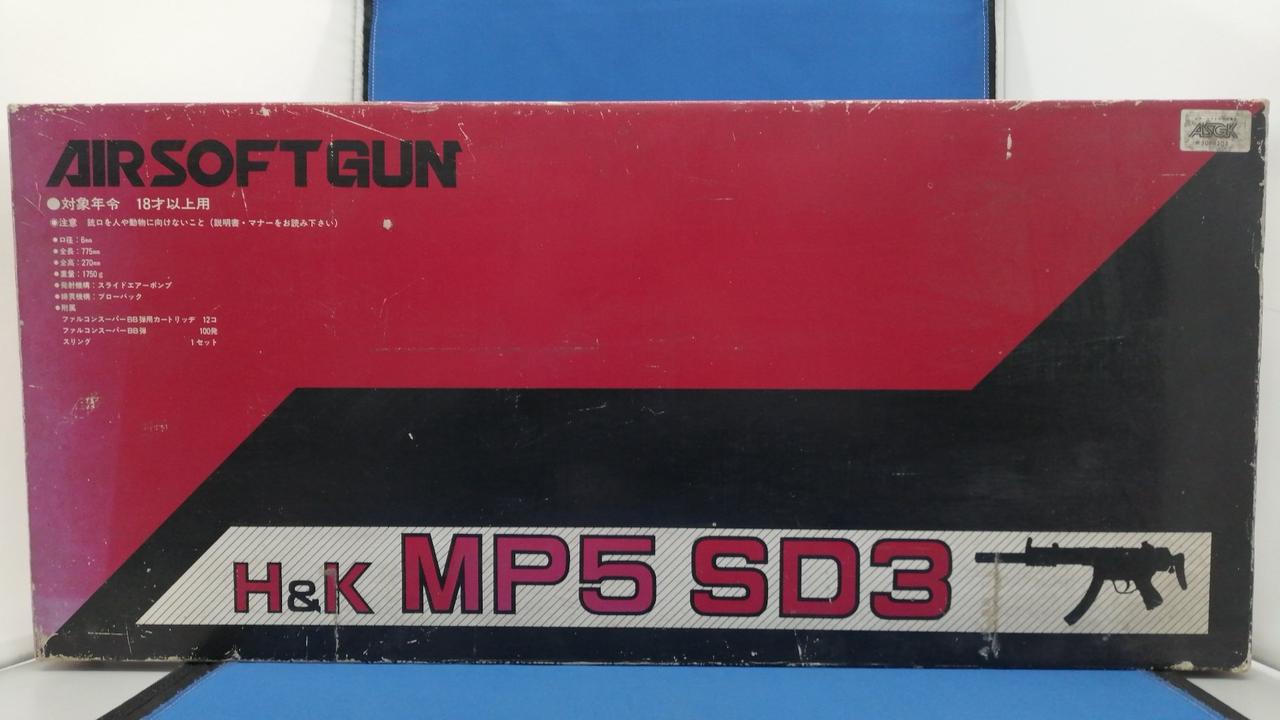 AIRSOFTGUN
●対象年令 18才以上用
◉注意 銃口を人や動物に向けないこと(説明書・マナーをお読み下さい)
●口径:6mm
●全長:775mm
●全高:270mm
●重量:1750g
●発射機構:スライドエアーポンプ
●排莢機構:ブローバック
●附属
ファルコンスーパーBB弾用カートリッヂ 12コ
ファルコンスーパーBB弾 100発
スリング 1セット
ASGK
H&K MP5 SD3